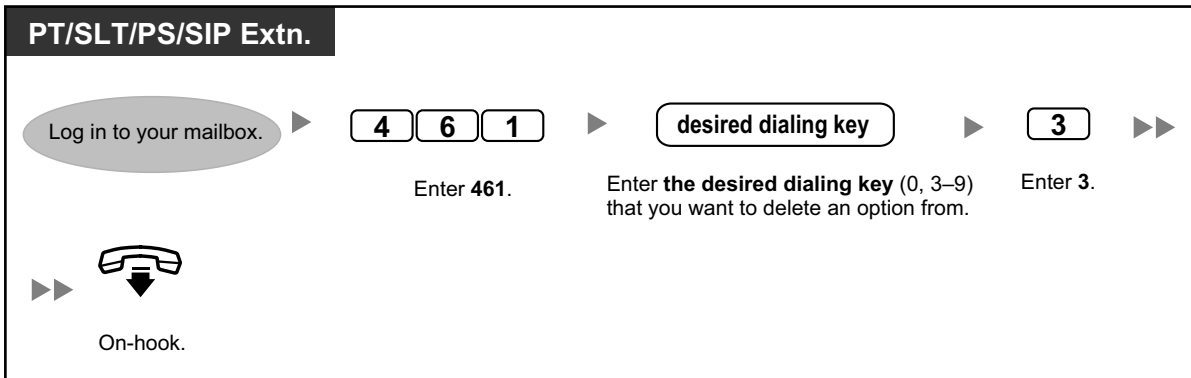 PT/SLT/PS/SIP Extn.
Log in to your mailbox.
4 6 1
desired dialing key
3
Enter 461.
Enter the desired dialing key (0, 3–9)
that you want to delete an option from.
Enter 3.
On-hook.